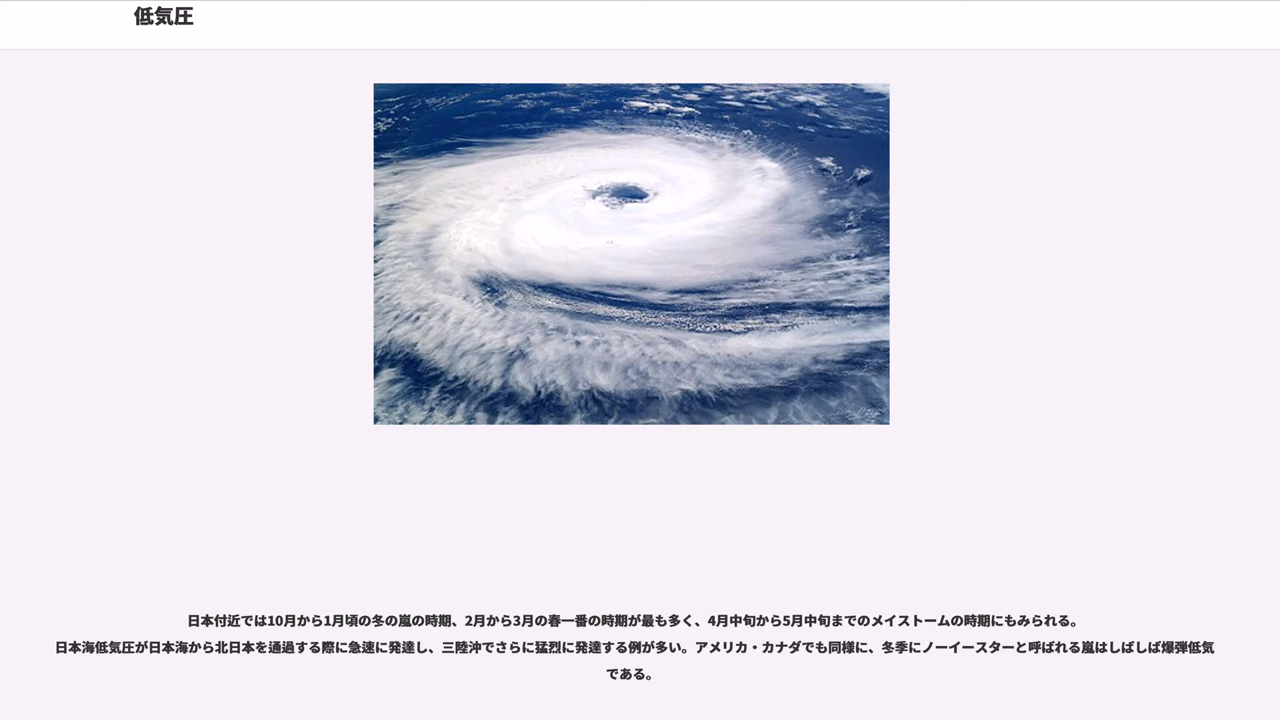 低気圧
日本付近では10月から1月頃の冬の嵐の時期、2月から3月の春一番の時期が最も多く、4月中旬から5月中旬までのメイストームの時期にもみられる。
日本海低気圧が日本海から北日本を通過する際に急速に発達し、三陸沖でさらに猛烈に発達する例が多い。アメリカ・カナダでも同様に、冬季にノーイースターと呼ばれる嵐はしばしば爆弾低気
である。